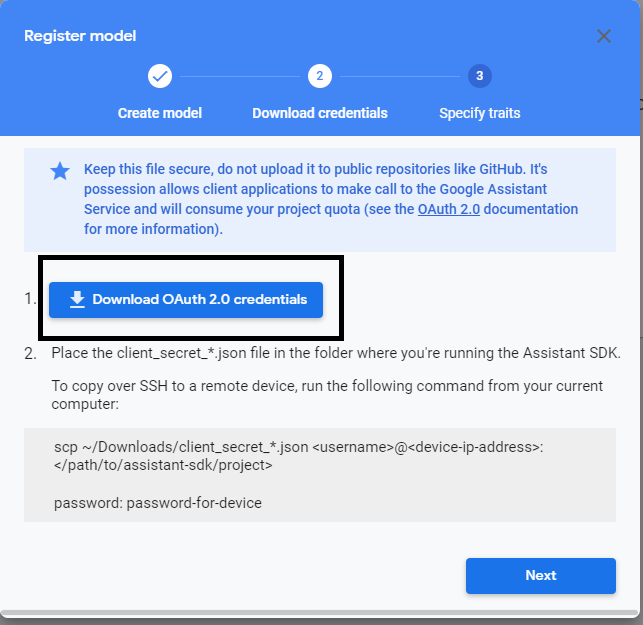 Register model
2
3
Create model
Download credentials
Specify traits
Keep this file secure, do not upload it to public repositories like GitHub. It's
possession allows client applications to make call to the Google Assistant
Service and will consume your project quota (see the OAuth 2.0 documentation
for more information).
1. Download OAuth 2.0 credentials
2. Place the client_secret_*.json file in the folder where you're running the Assistant SDK.
To copy over SSH to a remote device, run the following command from your current
computer:
scp ~/Downloads/client_secret_*.json <username>@<device-ip-address>:
</path/to/assistant-sdk/project>
password: password-for-device
Next